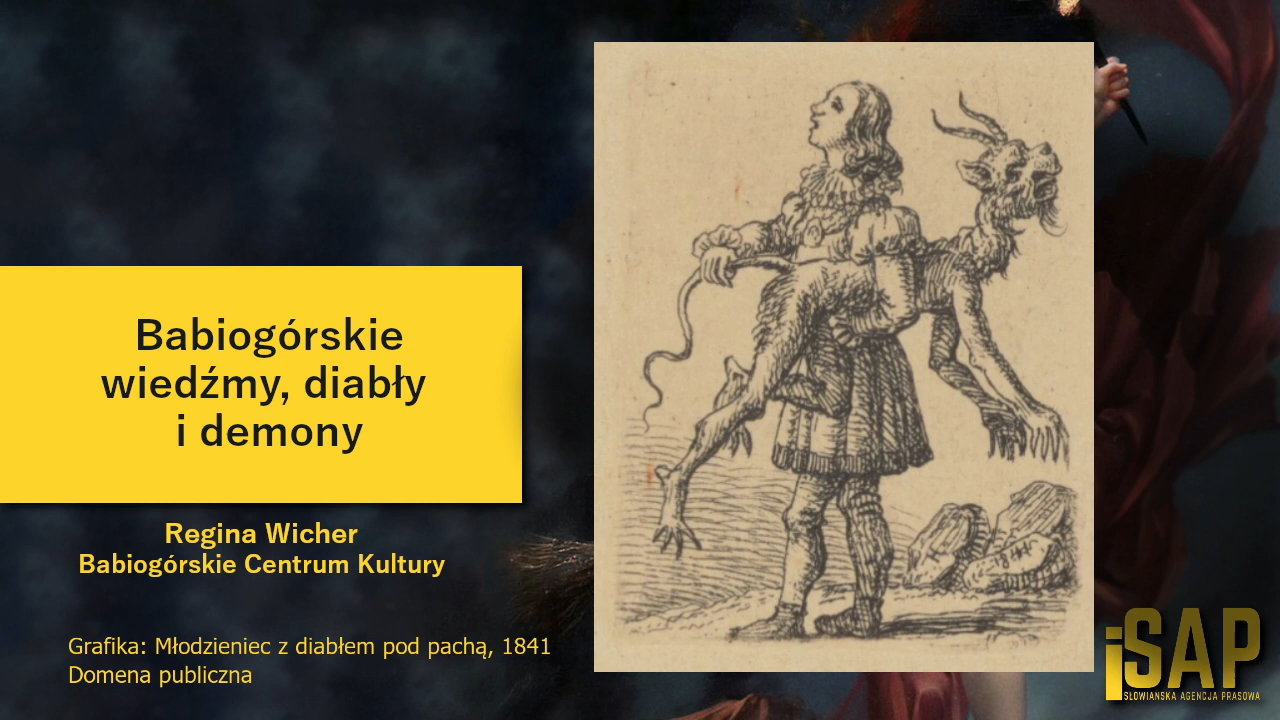 Babiogórskie
wiedźmy, diabły
i demony
Regina Wicher
Babiogórskie Centrum Kultury
Grafika: Młodzieniec z diabłem pod pachą, 1841
Domena publiczna
iSAP
SŁOWIAŃSKA AGENCJA PRASOWA